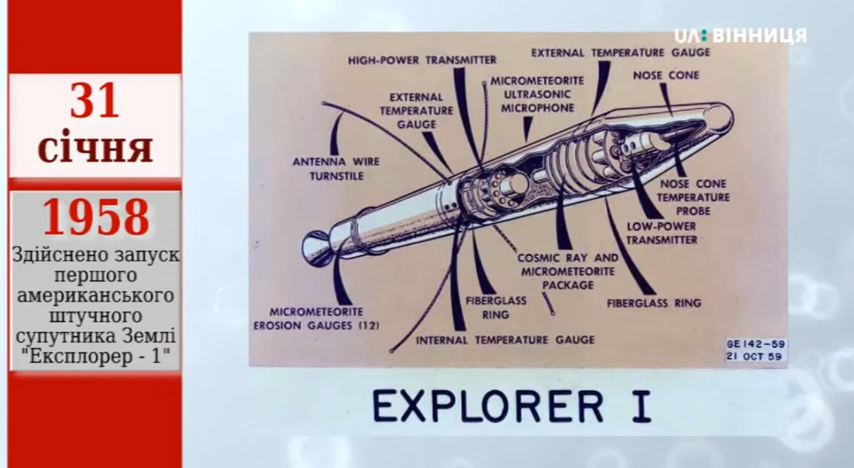 UA: ВІННИЦЯ
31
січня
1958
Здійснено запуск
першого
американського
штучного
супутника Землі
"Експлорер - 1"
HIGH-POWER TRANSMITTER
EXTERNAL TEMPERATURE GAUGE
NOSE CONE
MICROMETEORITE
ULTRASONIC
MICROPHONE
EXTERNAL
TEMPERATURE
GAUGE
ANTENNA WIRE
TURNSTILE
NOSE CONE
TEMPERATURE
PROBE
LOW-POWER
TRANSMITTER
COSMIC RAY AND
MICROMETEORITE
PACKAGE
FIBERGLASS
RING
FIBERGLASS RING
MICROMETEORITE
EROSION GAUGES (12)
INTERNAL TEMPERATURE GAUGE
GE 142-59
21 OCT 59
EXPLORER I